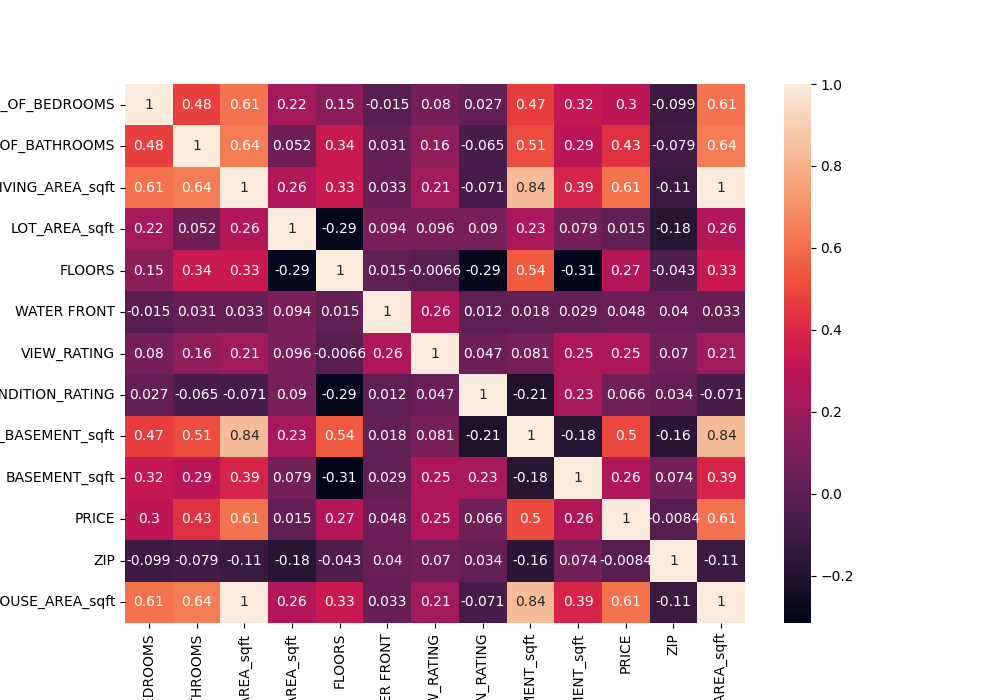 _OF_BEDROOMS 1 0.48 0.61 0.22 0.15 -0.015 0.08 0.027 0.47 0.32 0.3 -0.099 0.61
OF_BATHROOMS 0.48 1 0.64 0.052 0.34 0.031 0.16 -0.065 0.51 0.29 0.43 -0.079 0.64
IVING_AREA_sqft 0.61 0.64 1 0.26 0.33 0.033 0.21 -0.071 0.84 0.39 0.61 -0.11 1
LOT_AREA_sqft 0.22 0.052 0.26 1 -0.29 0.094 0.096 0.09 0.23 0.079 0.015 -0.18 0.26
FLOORS 0.15 0.34 0.33 -0.29 1 0.015 -0.0066 -0.29 0.54 -0.31 0.27 -0.043 0.33
WATER FRONT -0.015 0.031 0.033 0.094 0.015 1 0.26 0.012 0.018 0.029 0.048 0.04 0.033
VIEW_RATING 0.08 0.16 0.21 0.096 -0.0066 0.26 1 0.047 0.081 0.25 0.25 0.07 0.21
NDITION_RATING 0.027 -0.065 -0.071 0.09 -0.29 0.012 0.047 1 -0.21 0.23 0.066 0.034 -0.071
_BASEMENT_sqft 0.47 0.51 0.84 0.23 0.54 0.018 0.081 -0.21 1 -0.18 0.5 -0.16 0.84
BASEMENT_sqft 0.32 0.29 0.39 0.079 -0.31 0.029 0.25 0.23 -0.18 1 0.26 0.074 0.39
PRICE 0.3 0.43 0.61 0.015 0.27 0.048 0.25 0.066 0.5 0.26 1 -0.0084 0.61
ZIP -0.099 -0.079 -0.11 -0.18 -0.043 0.04 0.07 0.034 -0.16 0.074 -0.0084 1 -0.11
OUSE_AREA_sqft 0.61 0.64 1 0.26 0.33 0.033 0.21 -0.071 0.84 0.39 0.61 -0.11 1
EDROOMS
THROOMS
AREA_sqft
AREA_sqft
FLOORS
ER FRONT
W_RATING
N_RATING
MENT_sqft
MENT_sqft
PRICE
ZIP
AREA_sqft
1.0
0.8
0.6
0.4
0.2
0.0
−0.2